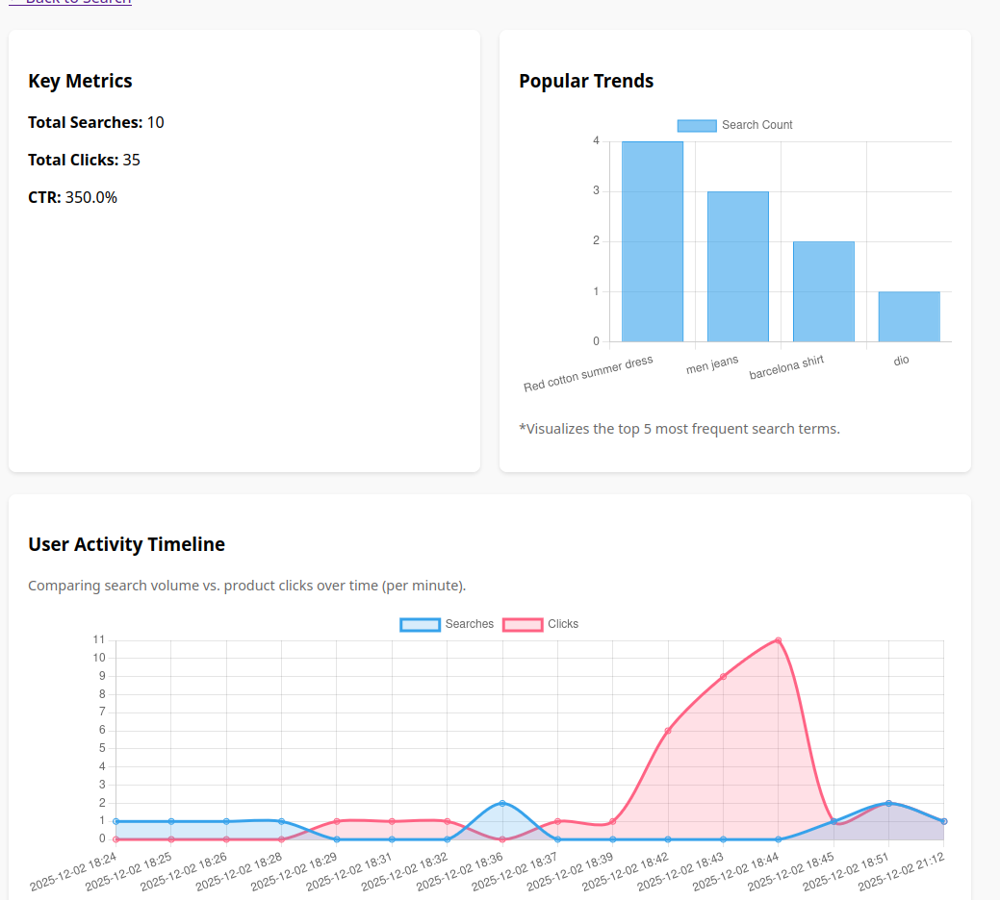 ← Back to Search
Key Metrics
Total Searches: 10
Total Clicks: 35
CTR: 350.0%
Popular Trends
Search Count
4
3
2
1
0
Red cotton summer dress
men jeans
barcelona shirt
dio
*Visualizes the top 5 most frequent search terms.
User Activity Timeline
Comparing search volume vs. product clicks over time (per minute).
Searches
Clicks
11
10
9
8
7
6
5
4
3
2
1
0
2025-12-02 18:24
2025-12-02 18:25
2025-12-02 18:26
2025-12-02 18:28
2025-12-02 18:29
2025-12-02 18:31
2025-12-02 18:32
2025-12-02 18:36
2025-12-02 18:37
2025-12-02 18:39
2025-12-02 18:42
2025-12-02 18:43
2025-12-02 18:44
2025-12-02 18:45
2025-12-02 18:51
2025-12-02 21:12